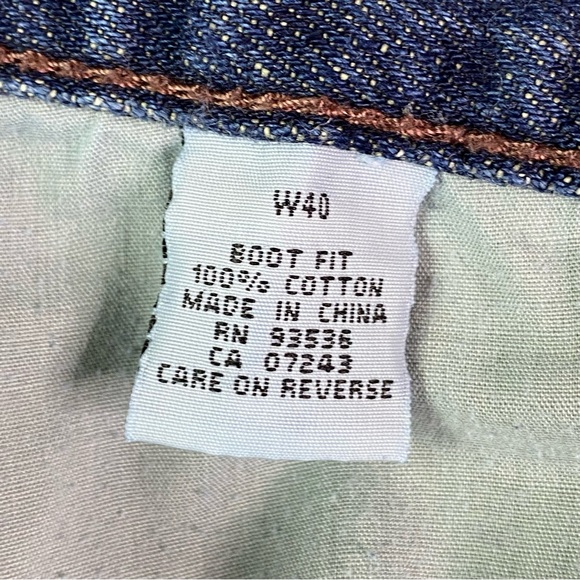 W40
BOOT FIT
100% COTTON
MADE IN CHINA
RN 93536
CA 07243
CARE ON REVERSE